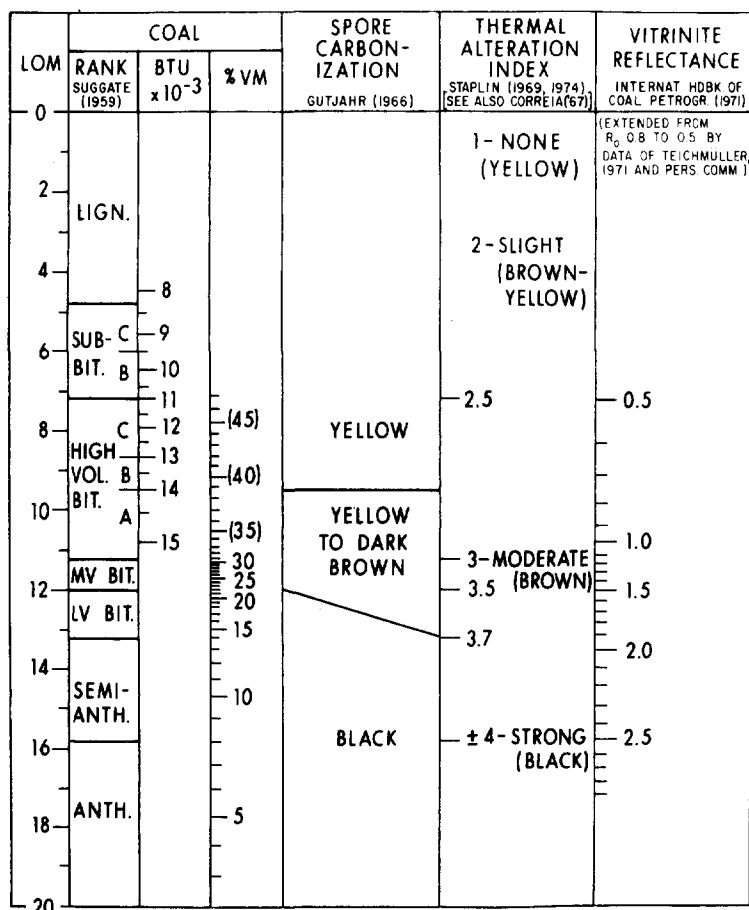 LOM
COAL
RANK
SUGGATE
(1959)
BTU
x10⁻³
% VM
SPORE
CARBON-
IZATION
GUTJAHR (1966)
THERMAL
ALTERATION
INDEX
STAPLIN (1969, 1974)
[SEE ALSO CORREIA('67)]
VITRINITE
REFLECTANCE
INTERNAT HDBK. OF
COAL PETROGR. (1971)
0
2
4
6
8
10
12
14
16
18
20
LIGN.
SUB-
BIT.
C
B
HIGH
VOL.
BIT.
C
B
A
MV BIT.
LV BIT.
SEMI-
ANTH.
ANTH.
8
9
10
11
12
13
14
15
(45)
(40)
(35)
30
25
20
15
10
5
YELLOW
YELLOW
TO DARK
BROWN
BLACK
1-NONE
(YELLOW)
2-SLIGHT
(BROWN-
YELLOW)
2.5
3-MODERATE
(BROWN)
3.5
3.7
±4-STRONG
(BLACK)
(EXTENDED FROM
R₀ 0.8 TO 0.5 BY
DATA OF TEICHMULLER,
1971 AND PERS. COMM.)
0.5
1.0
1.5
2.0
2.5